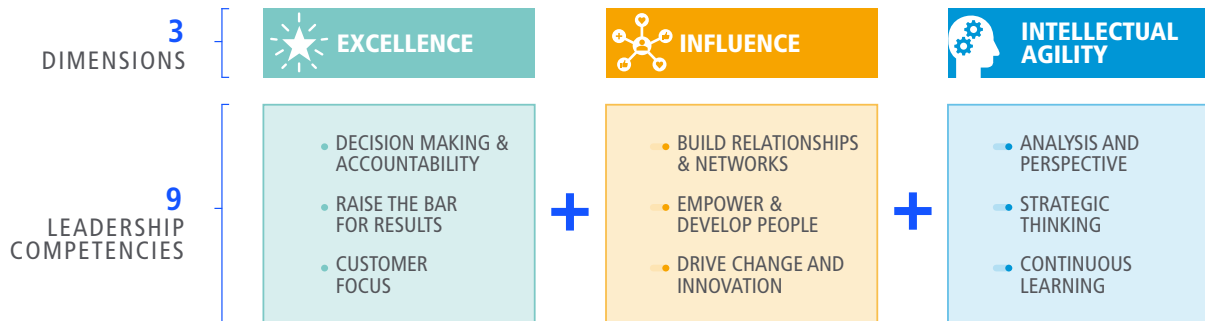 3
DIMENSIONS
EXCELLENCE
INFLUENCE
INTELLECTUAL
AGILITY
9
LEADERSHIP
COMPETENCIES
DECISION MAKING &
ACCOUNTABILITY
RAISE THE BAR
FOR RESULTS
CUSTOMER
FOCUS
+
BUILD RELATIONSHIPS
& NETWORKS
EMPOWER &
DEVELOP PEOPLE
DRIVE CHANGE AND
INNOVATION
+
ANALYSIS AND
PERSPECTIVE
STRATEGIC
THINKING
CONTINUOUS
LEARNING